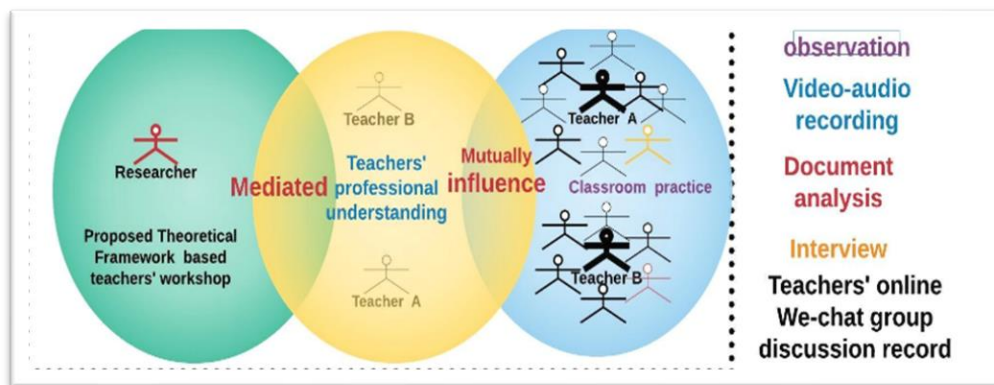 Researcher
Proposed Theoretical
Framework based
teachers' workshop
Mediated
Teacher B
Teachers'
professional
understanding
Teacher A
Mutually
influence
Teacher A
Classroom practice
Teacher B
observation
Video-audio
recording
Document
analysis
Interview
Teachers' online
We-chat group
discussion record